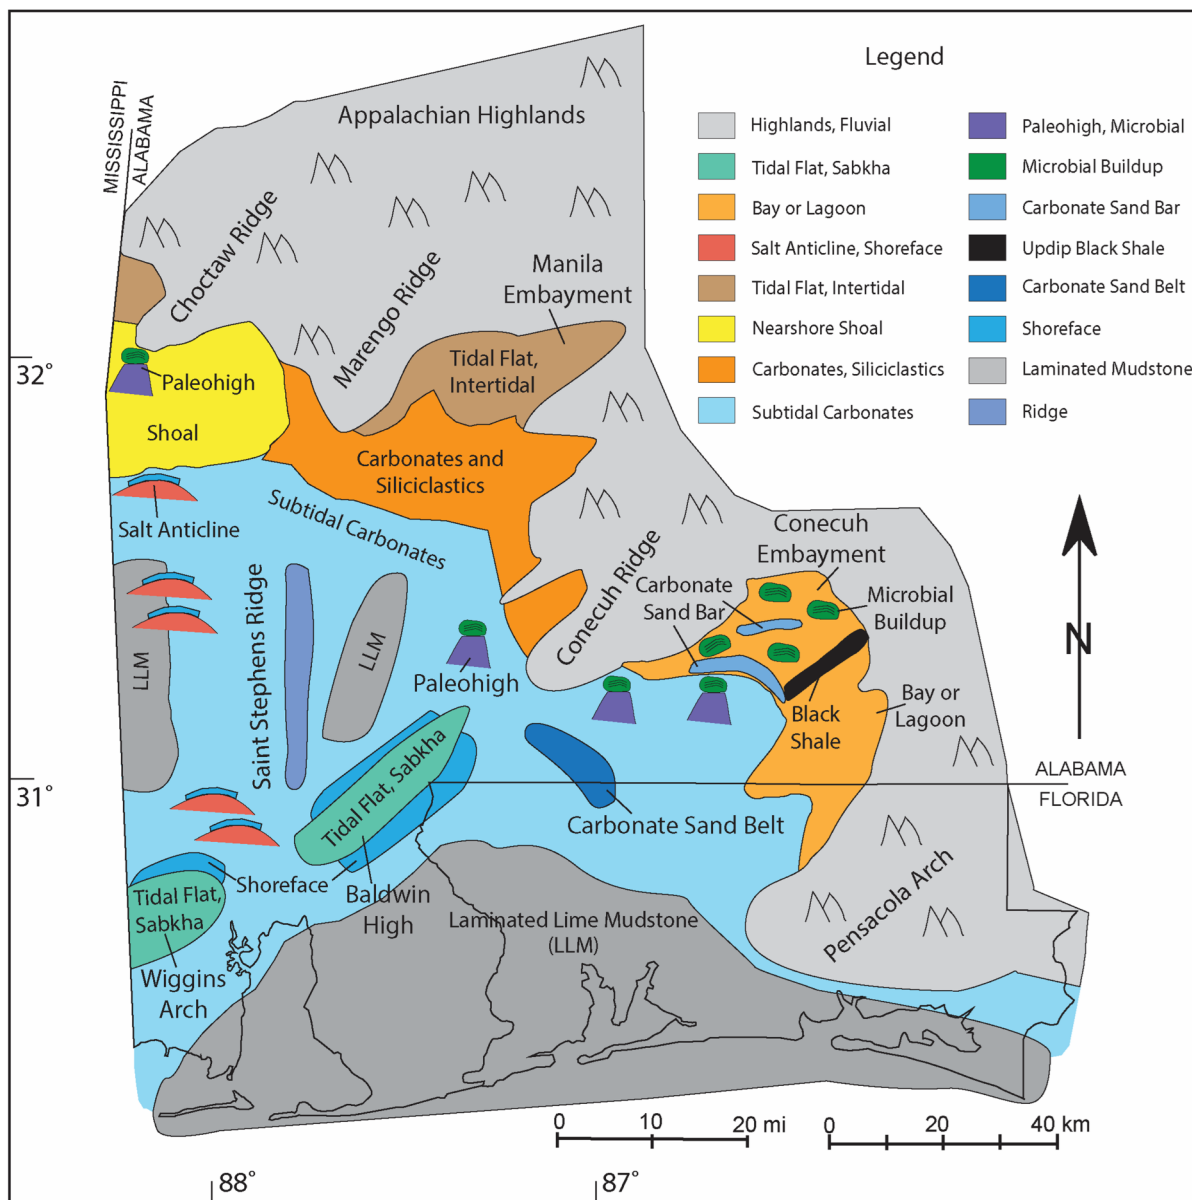 Legend
MISSISSIPPI
ALABAMA
Appalachian Highlands
Highlands, Fluvial
Tidal Flat, Sabkha
Bay or Lagoon
Salt Anticline, Shoreface
Tidal Flat, Intertidal
Nearshore Shoal
Carbonates, Siliciclastics
Subtidal Carbonates
Paleohigh, Microbial
Microbial Buildup
Carbonate Sand Bar
Updip Black Shale
Carbonate Sand Belt
Shoreface
Laminated Mudstone
Ridge
Choctaw Ridge
Marengo Ridge
Manila
Embayment
32°
Paleohigh
Shoal
Tidal Flat,
Intertidal
Carbonates and
Siliciclastics
Salt Anticline
Subtidal Carbonates
Conecuh
Embayment
Conecuh Ridge
Carbonate
Sand Bar
Microbial
Buildup
LLM
Saint Stephens Ridge
LLM
Paleohigh
Black
Shale
Bay or
Lagoon
N
31°
ALABAMA
FLORIDA
Tidal Flat, Sabkha
Carbonate Sand Belt
Shoreface
Baldwin
High
Tidal Flat,
Sabkha
Wiggins
Arch
Laminated Lime Mudstone
(LLM)
Pensacola Arch
0 10 20 mi
0 20 40 km
88°
87°